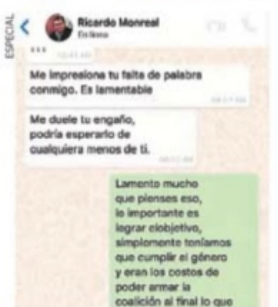 ESPECIAL
Ricardo Monreal
En línea
Me impresiona tu falta de palabra
conmigo. Es lamentable
Me duele tu engaño,
podría esperarlo de
cualquiera menos de ti.
Lamento mucho
que pienses eso,
lo importante es
lograr elobjetivo,
simplemente teníamos
que cumplir el género
y eran los costos de
poder armar la
coalición al final lo que